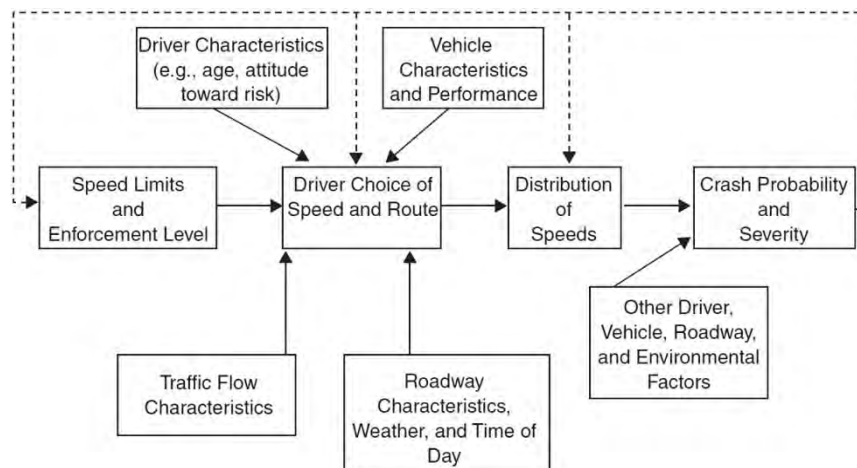 Driver Characteristics
(e.g., age, attitude
toward risk)
Vehicle
Characteristics
and Performance
Speed Limits
and
Enforcement Level
Driver Choice of
Speed and Route
Distribution
of
Speeds
Crash Probability
and
Severity
Other Driver,
Vehicle, Roadway,
and Environmental
Factors
Traffic Flow
Characteristics
Roadway
Characteristics,
Weather, and Time of
Day